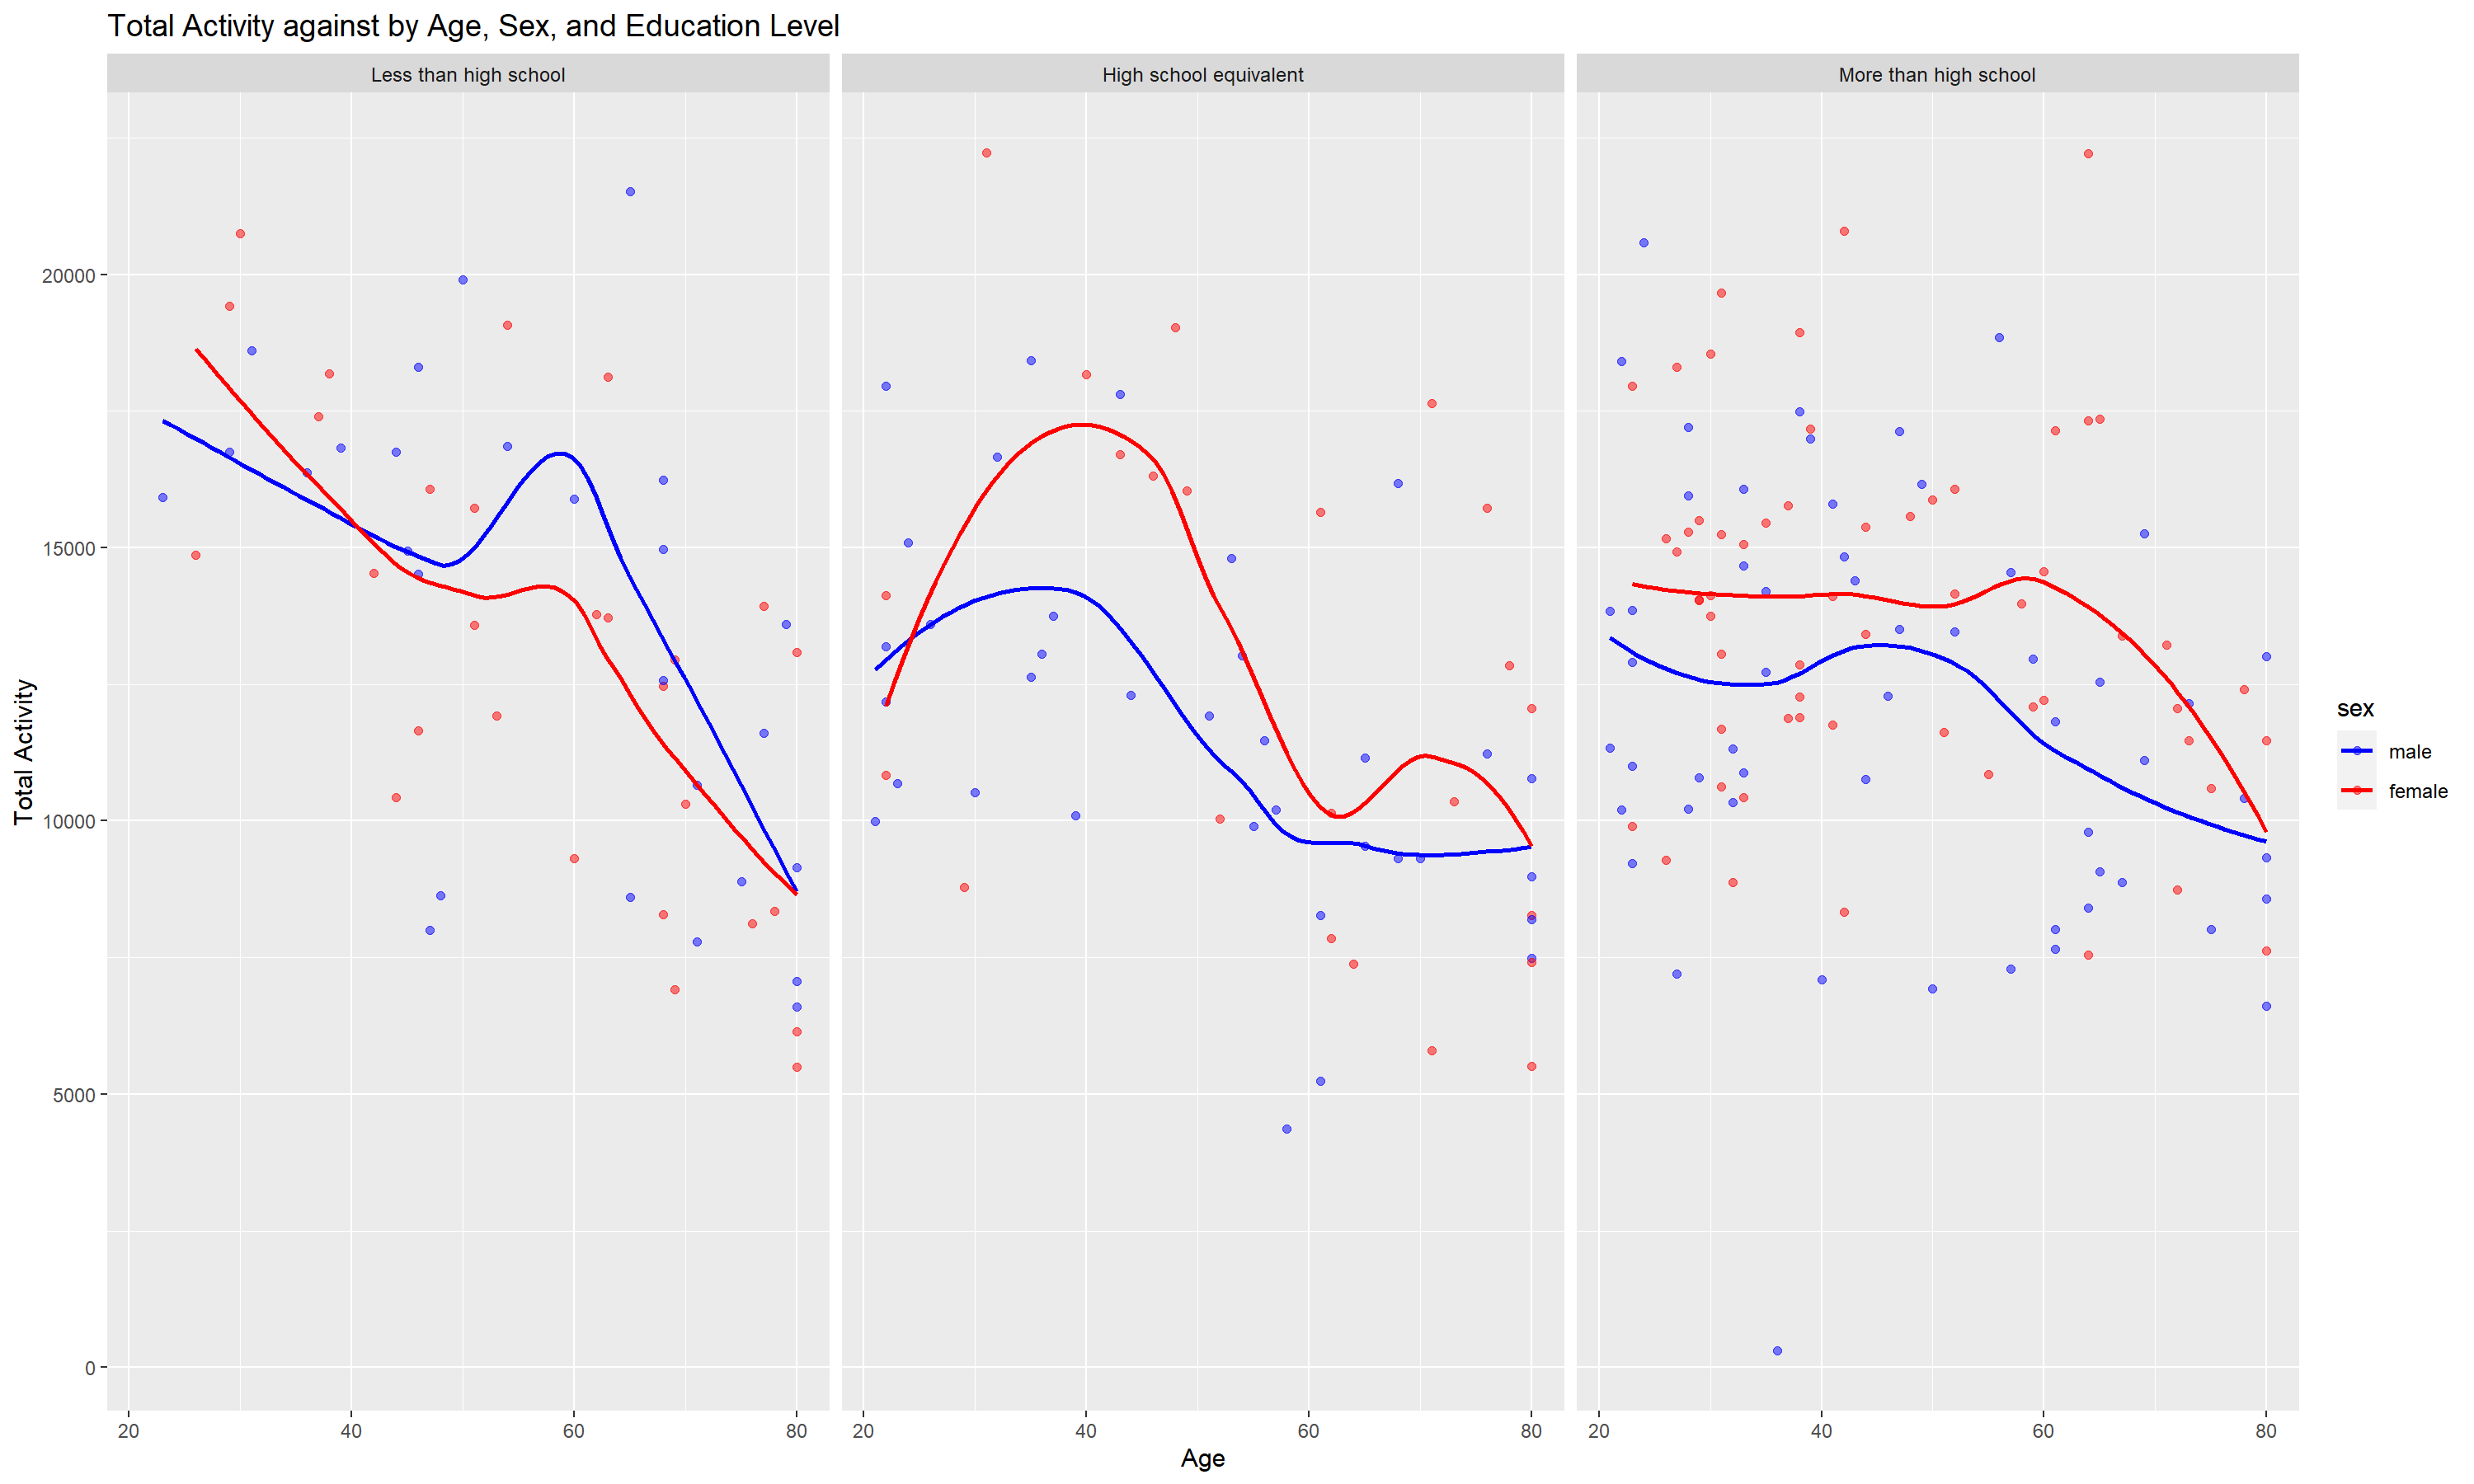 Total Activity against by Age, Sex, and Education Level
Less than high school
High school equivalent
More than high school
Total Activity
20000
15000
10000
5000
0
20 40 60 80
20 40 60 80
20 40 60 80
Age
sex
male
female